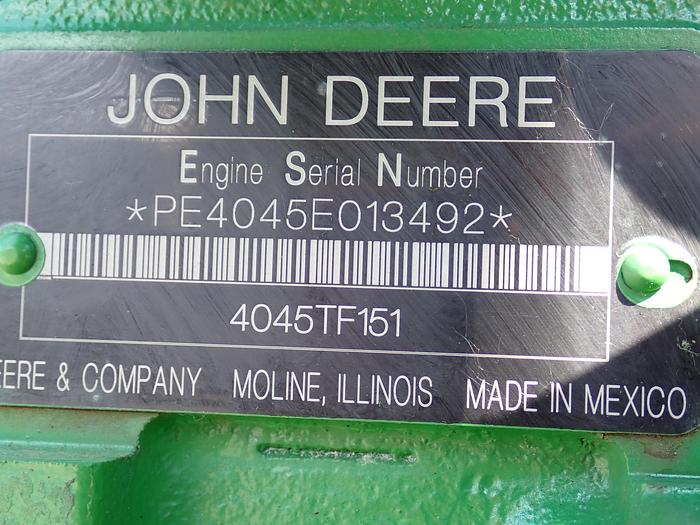 JOHN DEERE
Engine Serial Number
*PE4045E013492*
4045TF151
EERE & COMPANY MOLINE, ILLINOIS MADE IN MEXICO